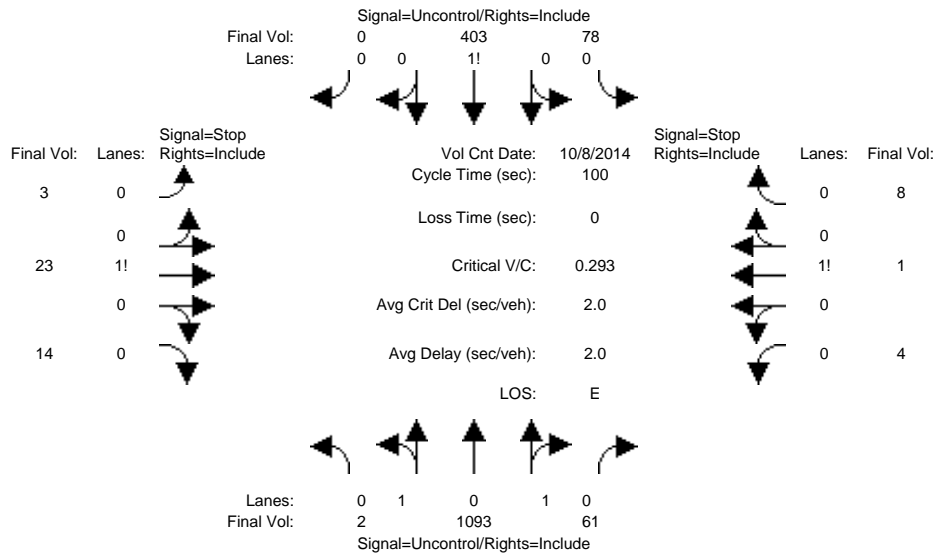 Signal=Uncontrol/Rights=Include
Final Vol: 0 403 78
Lanes: 0 0 1! 0 0
Signal=Stop
Final Vol: Lanes: Rights=Include
Vol Cnt Date: 10/8/2014
Signal=Stop
Rights=Include Lanes: Final Vol:
Cycle Time (sec): 100
3 0
0 8
Loss Time (sec): 0
0
0
23 1!
Critical V/C: 0.293
1! 1
0
Avg Crit Del (sec/veh): 2.0
0
14 0
Avg Delay (sec/veh): 2.0
0 4
LOS: E
Lanes: 0 1 0 1 0
Final Vol: 2 1093 61
Signal=Uncontrol/Rights=Include